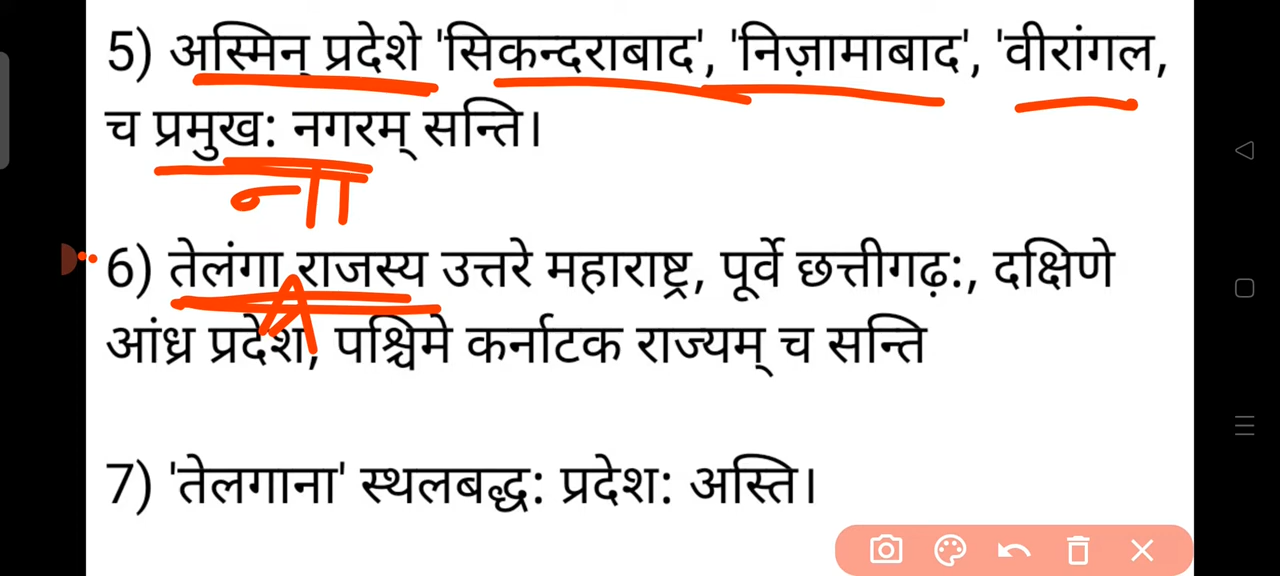 5) अस्मिन् प्रदेशे 'सिकन्दराबाद', 'निज़ामाबाद', 'वीरांगल,
च प्रमुख: नगरम् सन्ति।
ना
6) तेलंगा राजस्य उत्तरे महाराष्ट्र, पूर्वे छत्तीगढ़:, दक्षिणे
आंध्र प्रदेश, पश्चिमे कर्नाटक राज्यम् च सन्ति
7) 'तेलगाना' स्थलबद्ध: प्रदेश: अस्ति।